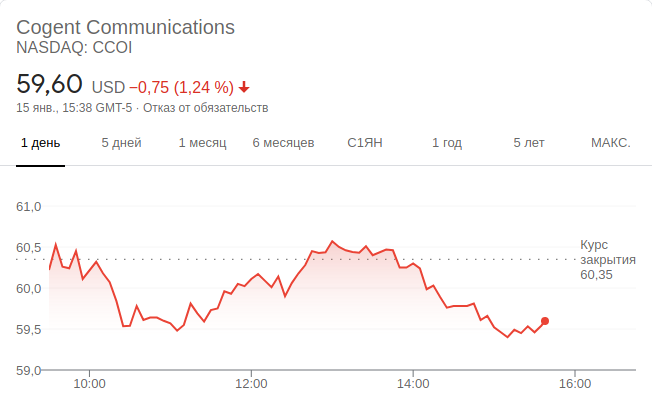 Cogent Communications
NASDAQ: CCOI
59,60 USD −0,75 (1,24 %)
15 янв., 15:38 GMT-5 · Отказ от обязательств
1 день 5 дней 1 месяц 6 месяцев С1ЯН 1 год 5 лет МАКС.
61,0
60,5
60,0
59,5
59,0
Курс
закрытия
60,35
10:00 12:00 14:00 16:00